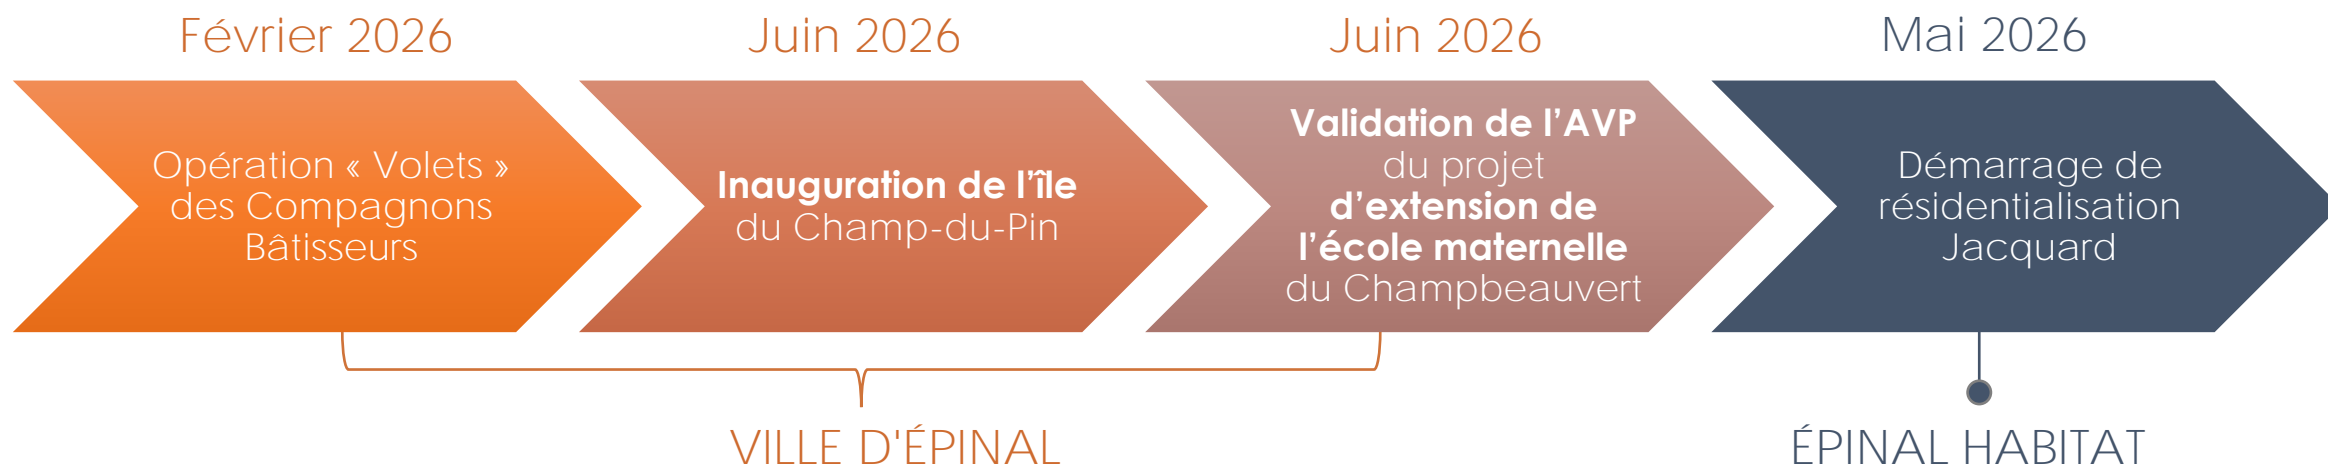 Février 2026
Opération « Volets »
des Compagnons
Bâtisseurs
Juin 2026
Inauguration de l'île
du Champ-du-Pin
Juin 2026
Validation de l'AVP
du projet
d'extension de
l'école maternelle
du Champbeauvert
Mai 2026
Démarrage de
résidentialisation
Jacquard
VILLE D'ÉPINAL
ÉPINAL HABITAT